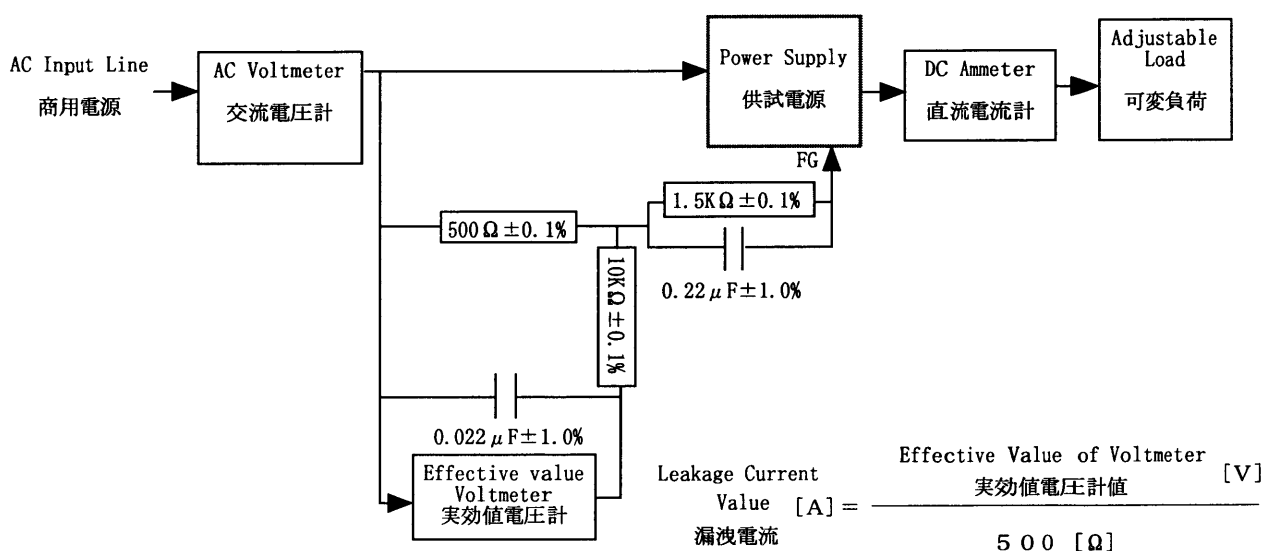 AC Input Line
商用電源
AC Voltmeter
交流電圧計
Power Supply
供試電源
DC Ammeter
直流電流計
Adjustable
Load
可変負荷
FG
500Ω±0.1%
1.5KΩ±0.1%
10KΩ±0.1%
0.22μF±1.0%
0.022μF±1.0%
Effective value
Voltmeter
実効値電圧計
Leakage Current
Value [A] =
漏洩電流
Effective Value of Voltmeter
実効値電圧計値 [V]
500 [Ω]